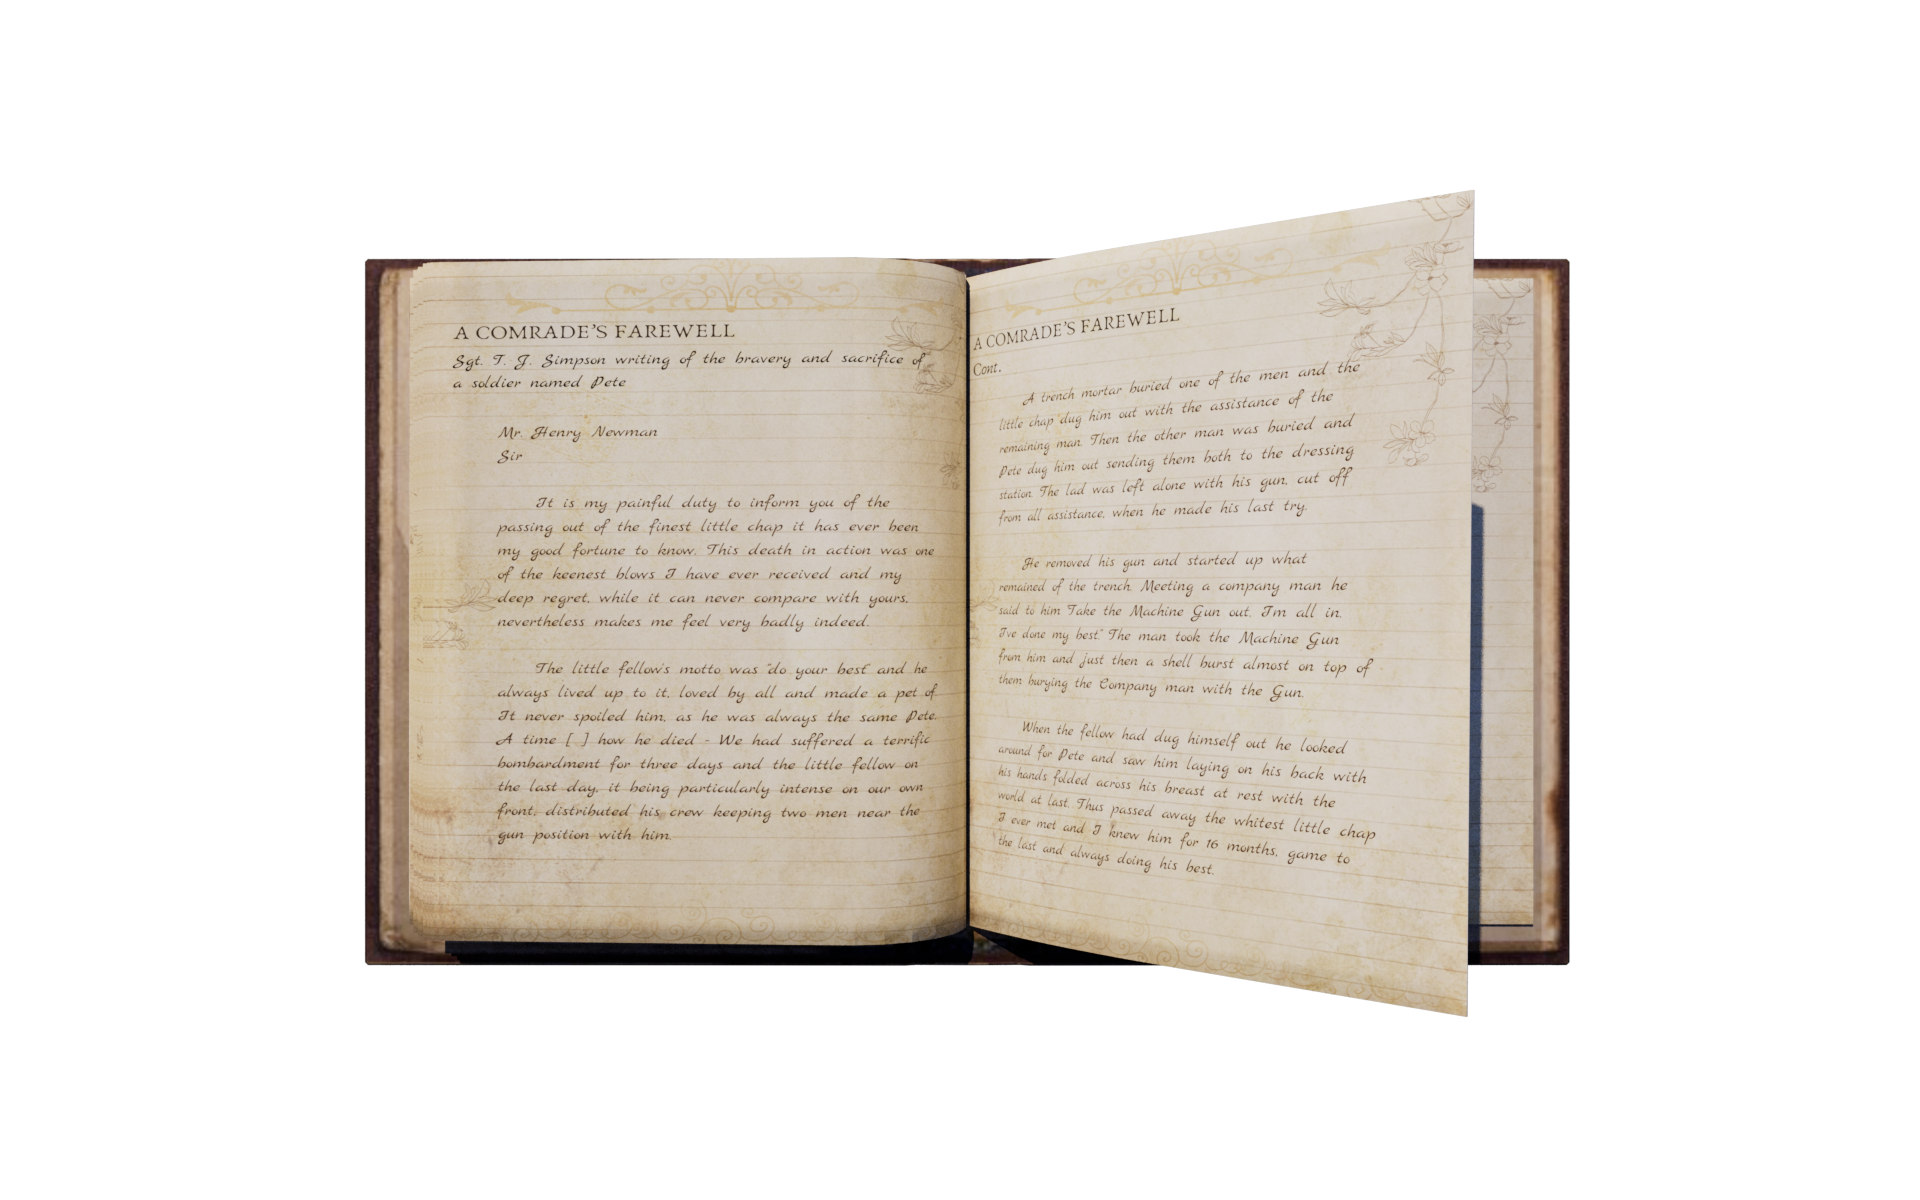 A COMRADE'S FAREWELL
Sgt. T. J. Simpson writing of the bravery and sacrifice of
a soldier named Pete
Mr. Henry Newman
Sir
It is my painful duty to inform you of the
passing out of the finest little chap it has ever been
my good fortune to know. This death in action was one
of the keenest blows I have ever received and my
deep regret, while it can never compare with yours,
nevertheless makes me feel very badly indeed.
The little fellow's motto was "do your best" and he
always lived up to it, loved by all and made a pet of.
It never spoiled him, as he was always the same Pete.
A time [ ] how he died - We had suffered a terrific
bombardment for three days and the little fellow on
the last day, it being particularly intense on our own
front, distributed his crew keeping two men near the
gun position with him.
A COMRADE'S FAREWELL
Cont.
A trench mortar buried one of the men and the
little chap dug him out with the assistance of the
remaining man. Then the other man was buried and
Pete dug him out sending them both to the dressing
station. The lad was left alone with his gun, cut off
from all assistance, when he made his last try.
He removed his gun and started up what
remained of the trench. Meeting a company man he
said to him Take the Machine Gun out. I'm all in.
I've done my best." The man took the Machine Gun
from him and just then a shell burst almost on top of
them burying the Company man with the Gun.
When the fellow had dug himself out he looked
around for Pete and saw him laying on his back with
his hands folded across his breast at rest with the
world at last. Thus passed away the whitest little chap
I ever met and I knew him for 16 months, game to
the last and always doing his best.